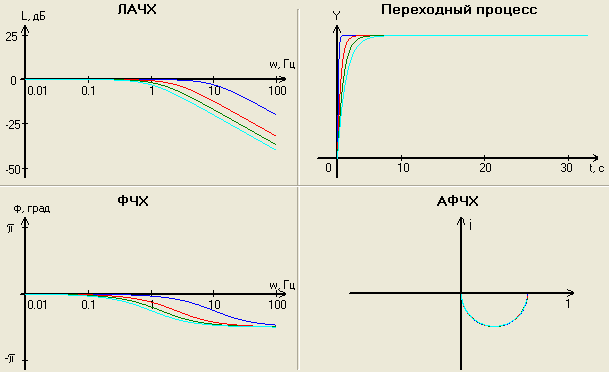 ЛАЧХ
L, дБ
25
0
-25
-50
0.01
0.1
1
10
100
w, Гц
Переходный процесс
Y
0
10
20
30
t, с
ФЧХ
Ф, град
π
-π
0.01
0.1
1
10
100
w, Гц
АФЧХ
j
1